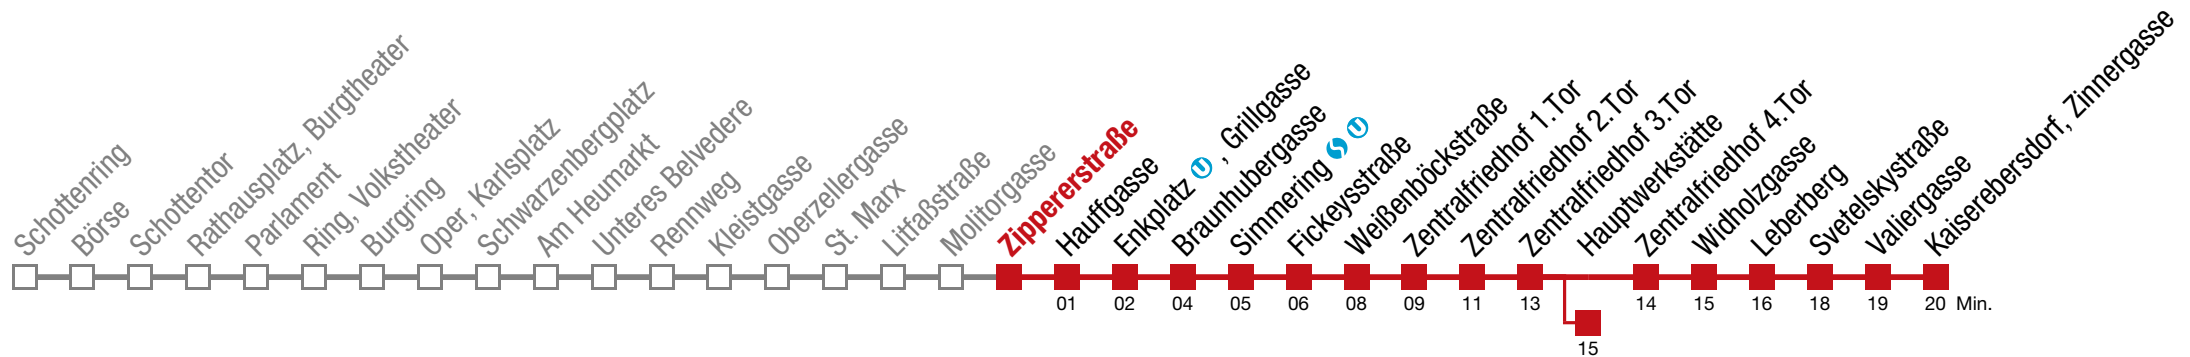 Schottenring
Börse
Schottentor
Rathausplatz, Burgtheater
Parlament
Ring, Volkstheater
Burgring
Oper, Karlsplatz
Schwarzenbergplatz
Am Heumarkt
Unteres Belvedere
Rennweg
Kleistgasse
Oberzellergasse
St. Marx
Litfaßstraße
Molitorgasse
Zippererstraße
Hauffgasse
Enkplatz U , Grillgasse
Braunhubergasse
Simmering S U
Fickeysstraße
Weißenböckstraße
Zentralfriedhof 1.Tor
Zentralfriedhof 2.Tor
Zentralfriedhof 3.Tor
Hauptwerkstätte
Zentralfriedhof 4.Tor
Widholzgasse
Leberberg
Svetelskystraße
Valiergasse
Kaiserebersdorf, Zinnergasse
01 02 04 05 06 08 09 11 13 14 15 16 18 19 20 Min.
15